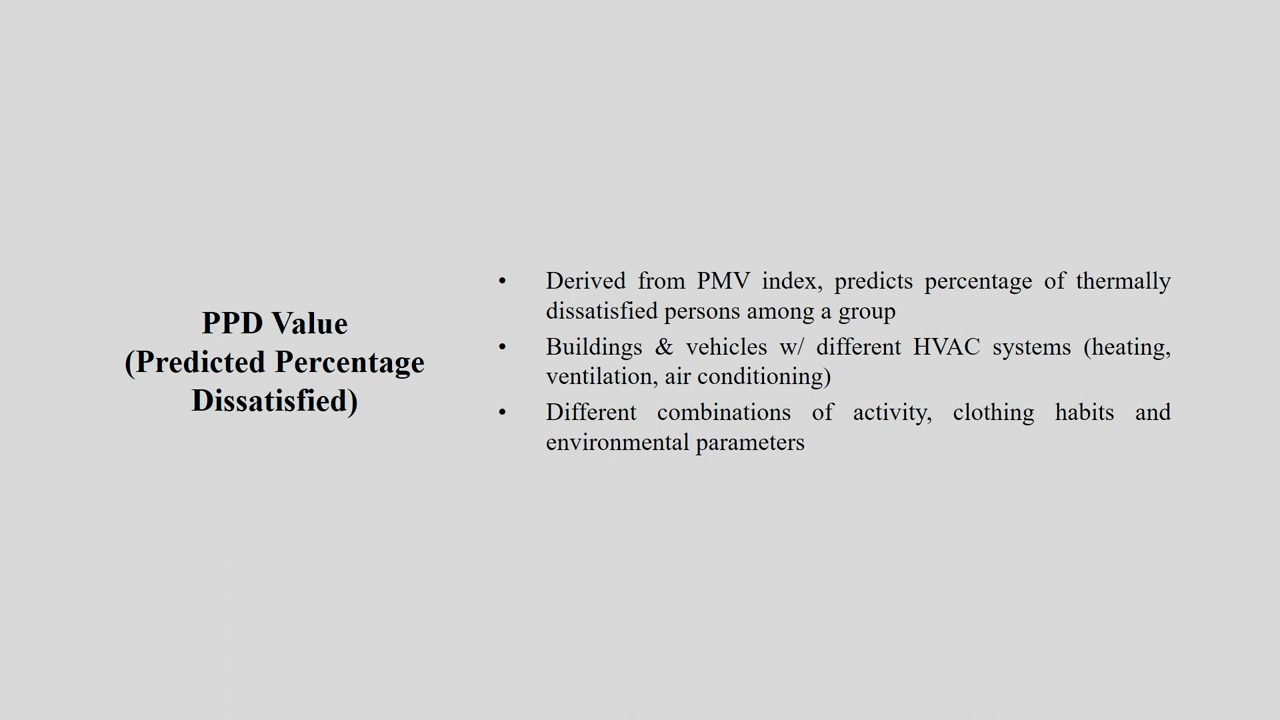 PPD Value
(Predicted Percentage
Dissatisfied)
• Derived from PMV index, predicts percentage of thermally
dissatisfied persons among a group
• Buildings & vehicles w/ different HVAC systems (heating,
ventilation, air conditioning)
• Different combinations of activity, clothing habits and
environmental parameters